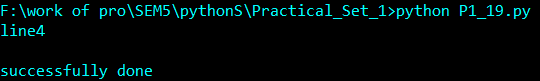 F:\work of pro\SEM5\pythonS\Practical_Set_1>python P1_19.py
line4
successfully done